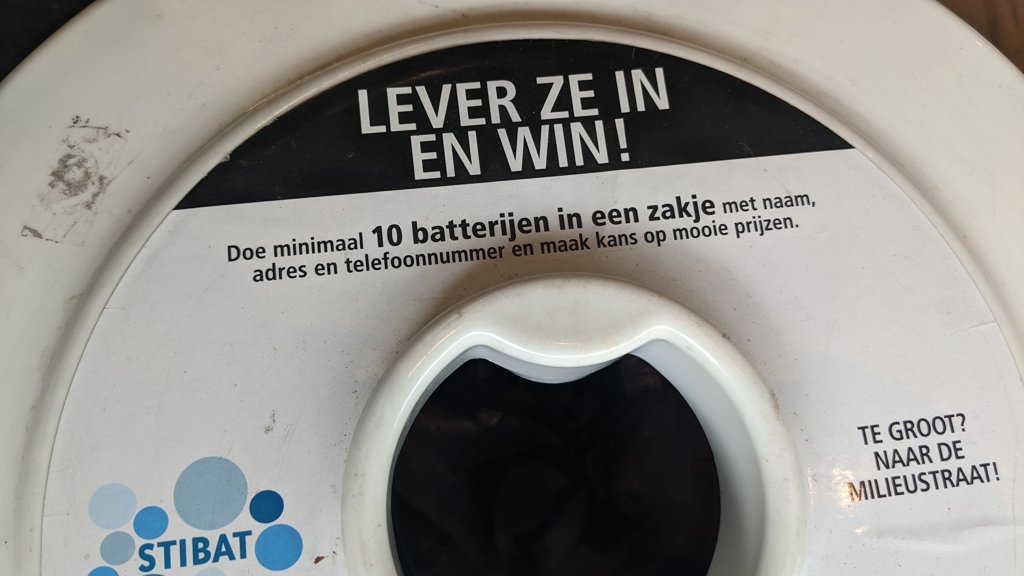 LEVER ZE IN
EN WIN!
Doe minimaal 10 batterijen in een zakje met naam,
adres en telefoonnummer en maak kans op mooie prijzen.
TE GROOT?
NAAR DE
MILIEUSTRAAT!
STIBAT